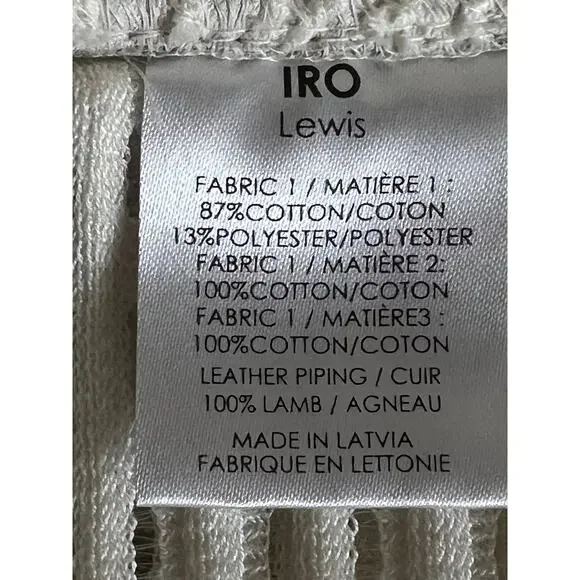 IRO
Lewis
FABRIC 1 / MATIÈRE 1 :
87%COTTON/COTON
13%POLYESTER/POLYESTER
FABRIC 1 / MATIÈRE 2:
100%COTTON/COTON
FABRIC 1 / MATIÈRE3 :
100%COTTON/COTON
LEATHER PIPING / CUIR
100% LAMB / AGNEAU
MADE IN LATVIA
FABRIQUE EN LETTONIE